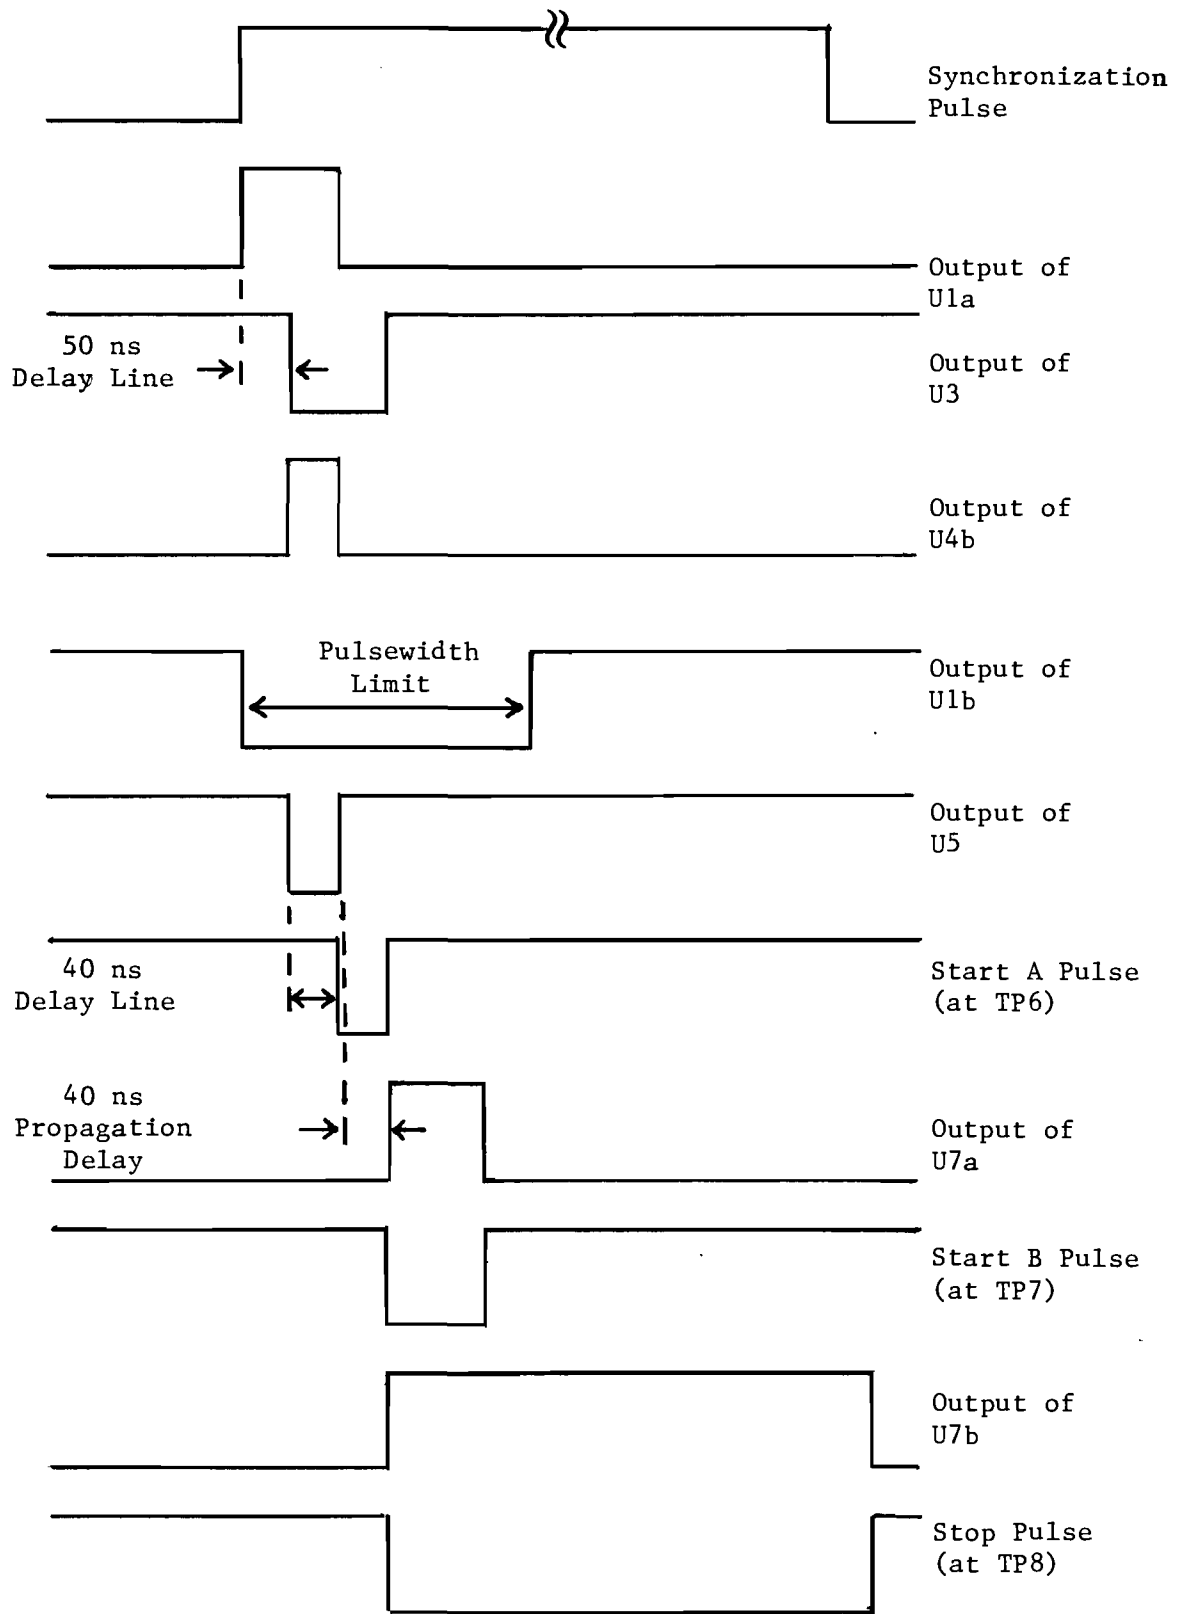 Synchronization
Pulse
Output of
U1a
50 ns
Delay Line
Output of
U3
Output of
U4b
Pulsewidth
Limit
Output of
U1b
Output of
U5
40 ns
Delay Line
Start A Pulse
(at TP6)
40 ns
Propagation
Delay
Output of
U7a
Start B Pulse
(at TP7)
Output of
U7b
Stop Pulse
(at TP8)